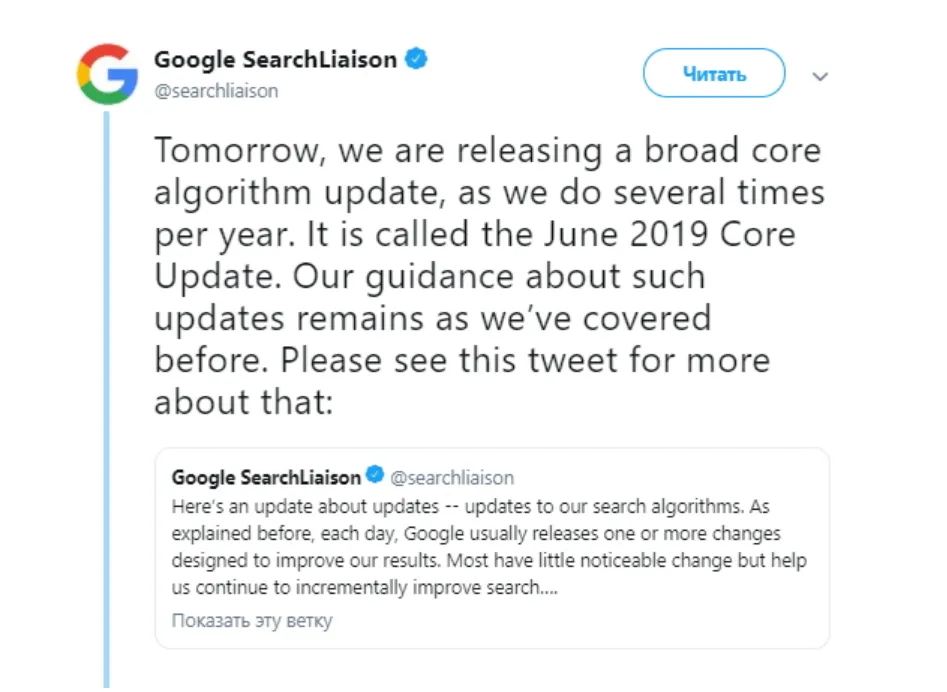 Google SearchLiaison
@searchliaison
Читать
Tomorrow, we are releasing a broad core
algorithm update, as we do several times
per year. It is called the June 2019 Core
Update. Our guidance about such
updates remains as we’ve covered
before. Please see this tweet for more
about that:
Google SearchLiaison @searchliaison
Here's an update about updates -- updates to our search algorithms. As
explained before, each day, Google usually releases one or more changes
designed to improve our results. Most have little noticeable change but help
us continue to incrementally improve search....
Показать эту ветку